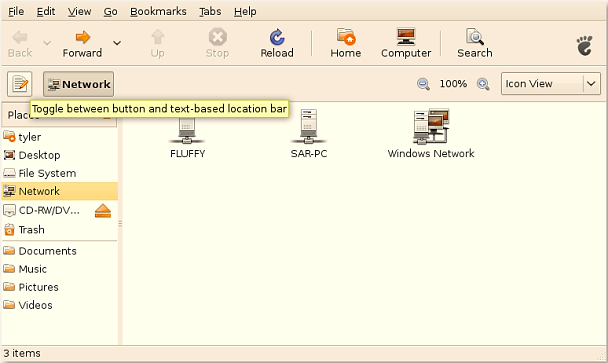 File Edit View Go Bookmarks Tabs Help
Back Forward Up Stop Reload Home Computer Search
Network 100% Icon View
Toggle between button and text-based location bar
Places
tyler
Desktop
File System
Network
CD-RW/DV...
Trash
Documents
Music
Pictures
Videos
FLUFFY SAR-PC Windows Network
3 items